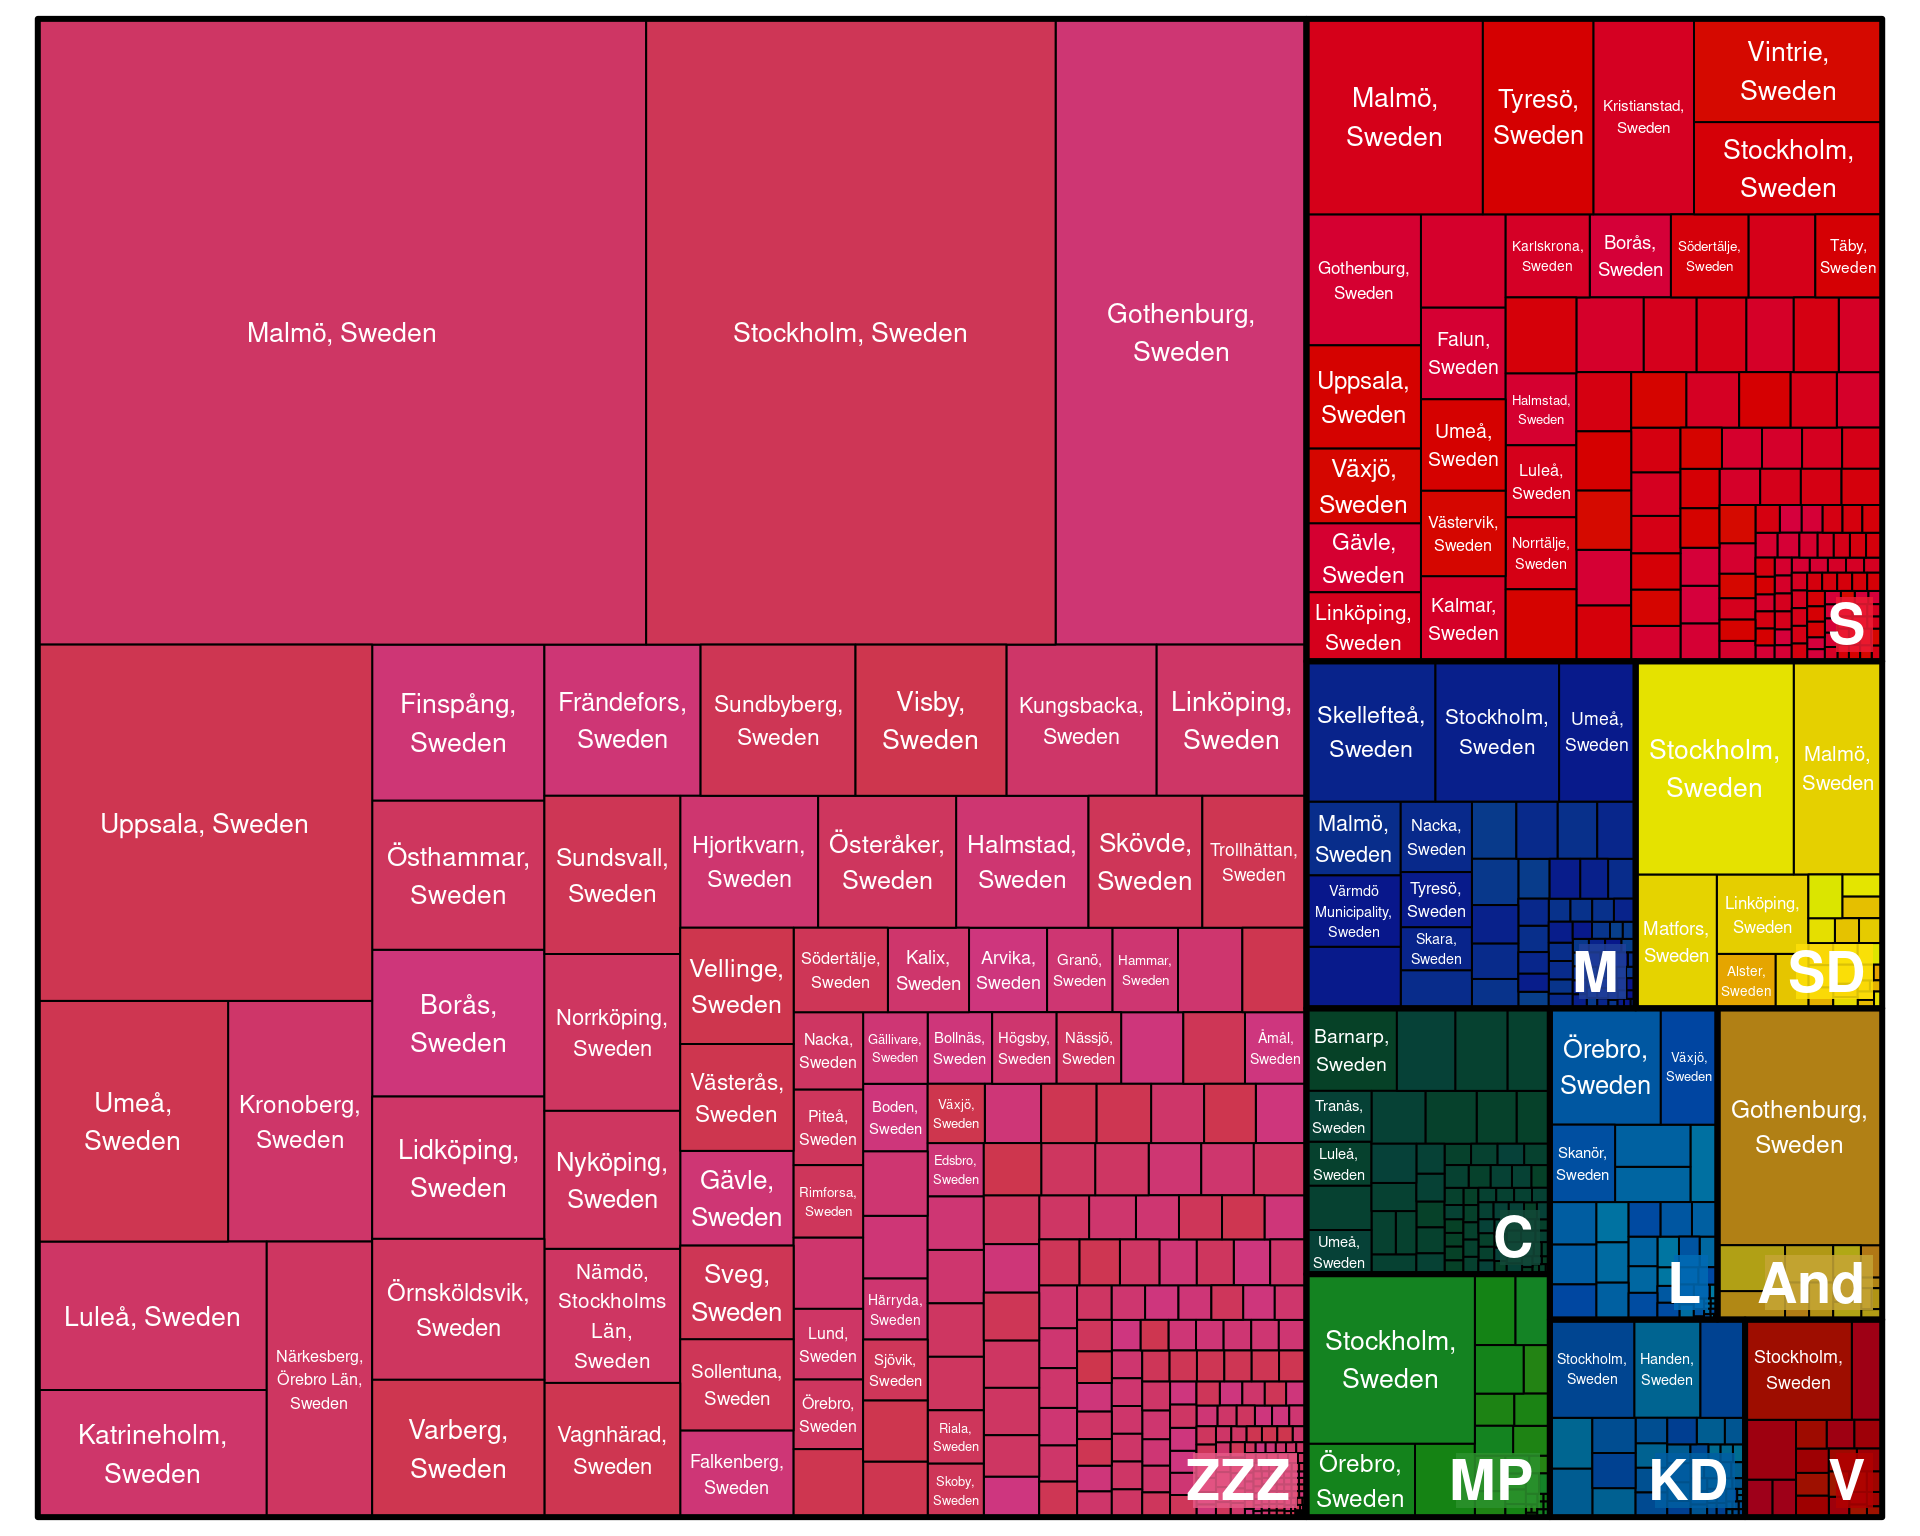 Malmö, Sweden
Stockholm, Sweden
Gothenburg,
Sweden
Uppsala, Sweden
Finspång,
Sweden
Frändefors,
Sweden
Sundbyberg,
Sweden
Visby,
Sweden
Kungsbacka,
Sweden
Linköping,
Sweden
Östhammar,
Sweden
Sundsvall,
Sweden
Hjortkvarn,
Sweden
Österåker,
Sweden
Halmstad,
Sweden
Skövde,
Sweden
Trollhättan,
Sweden
Borås,
Sweden
Norrköping,
Sweden
Vellinge,
Sweden
Södertälje,
Sweden
Kalix,
Sweden
Arvika,
Sweden
Granö,
Sweden
Hammar,
Sweden
Umeå,
Sweden
Kronoberg,
Sweden
Lidköping,
Sweden
Nyköping,
Sweden
Västerås,
Sweden
Nacka,
Sweden
Gällivare,
Sweden
Bollnäs,
Sweden
Högsby,
Sweden
Nässjö,
Sweden
Åmål,
Sweden
Piteå,
Sweden
Boden,
Sweden
Växjö,
Sweden
Gävle,
Sweden
Rimforsa,
Sweden
Edsbro,
Sweden
Luleå, Sweden
Närkesberg,
Örebro Län,
Sweden
Örnsköldsvik,
Sweden
Nämdö,
Stockholms
Län,
Sweden
Sveg,
Sweden
Lund,
Sweden
Härryda,
Sweden
Sjövik,
Sweden
Katrineholm,
Sweden
Varberg,
Sweden
Vagnhärad,
Sweden
Sollentuna,
Sweden
Falkenberg,
Sweden
Örebro,
Sweden
Riala,
Sweden
Skoby,
Sweden
ZZZ
Malmö,
Sweden
Tyresö,
Sweden
Kristianstad,
Sweden
Vintrie,
Sweden
Stockholm,
Sweden
Gothenburg,
Sweden
Karlskrona,
Sweden
Borås,
Sweden
Södertälje,
Sweden
Täby,
Sweden
Uppsala,
Sweden
Falun,
Sweden
Halmstad,
Sweden
Växjö,
Sweden
Umeå,
Sweden
Luleå,
Sweden
Gävle,
Sweden
Västervik,
Sweden
Norrtälje,
Sweden
Linköping,
Sweden
Kalmar,
Sweden
S
Skellefteå,
Sweden
Stockholm,
Sweden
Umeå,
Sweden
Malmö,
Sweden
Nacka,
Sweden
Värmdö
Municipality,
Sweden
Tyresö,
Sweden
Skara,
Sweden
M
Stockholm,
Sweden
Malmö,
Sweden
Matfors,
Sweden
Linköping,
Sweden
Alster,
Sweden
SD
Barnarp,
Sweden
Tranås,
Sweden
Luleå,
Sweden
Umeå,
Sweden
C
Örebro,
Sweden
Växjö,
Sweden
Skanör,
Sweden
L
Gothenburg,
Sweden
And
Stockholm,
Sweden
Örebro,
Sweden
MP
Stockholm,
Sweden
Handen,
Sweden
KD
Stockholm,
Sweden
V